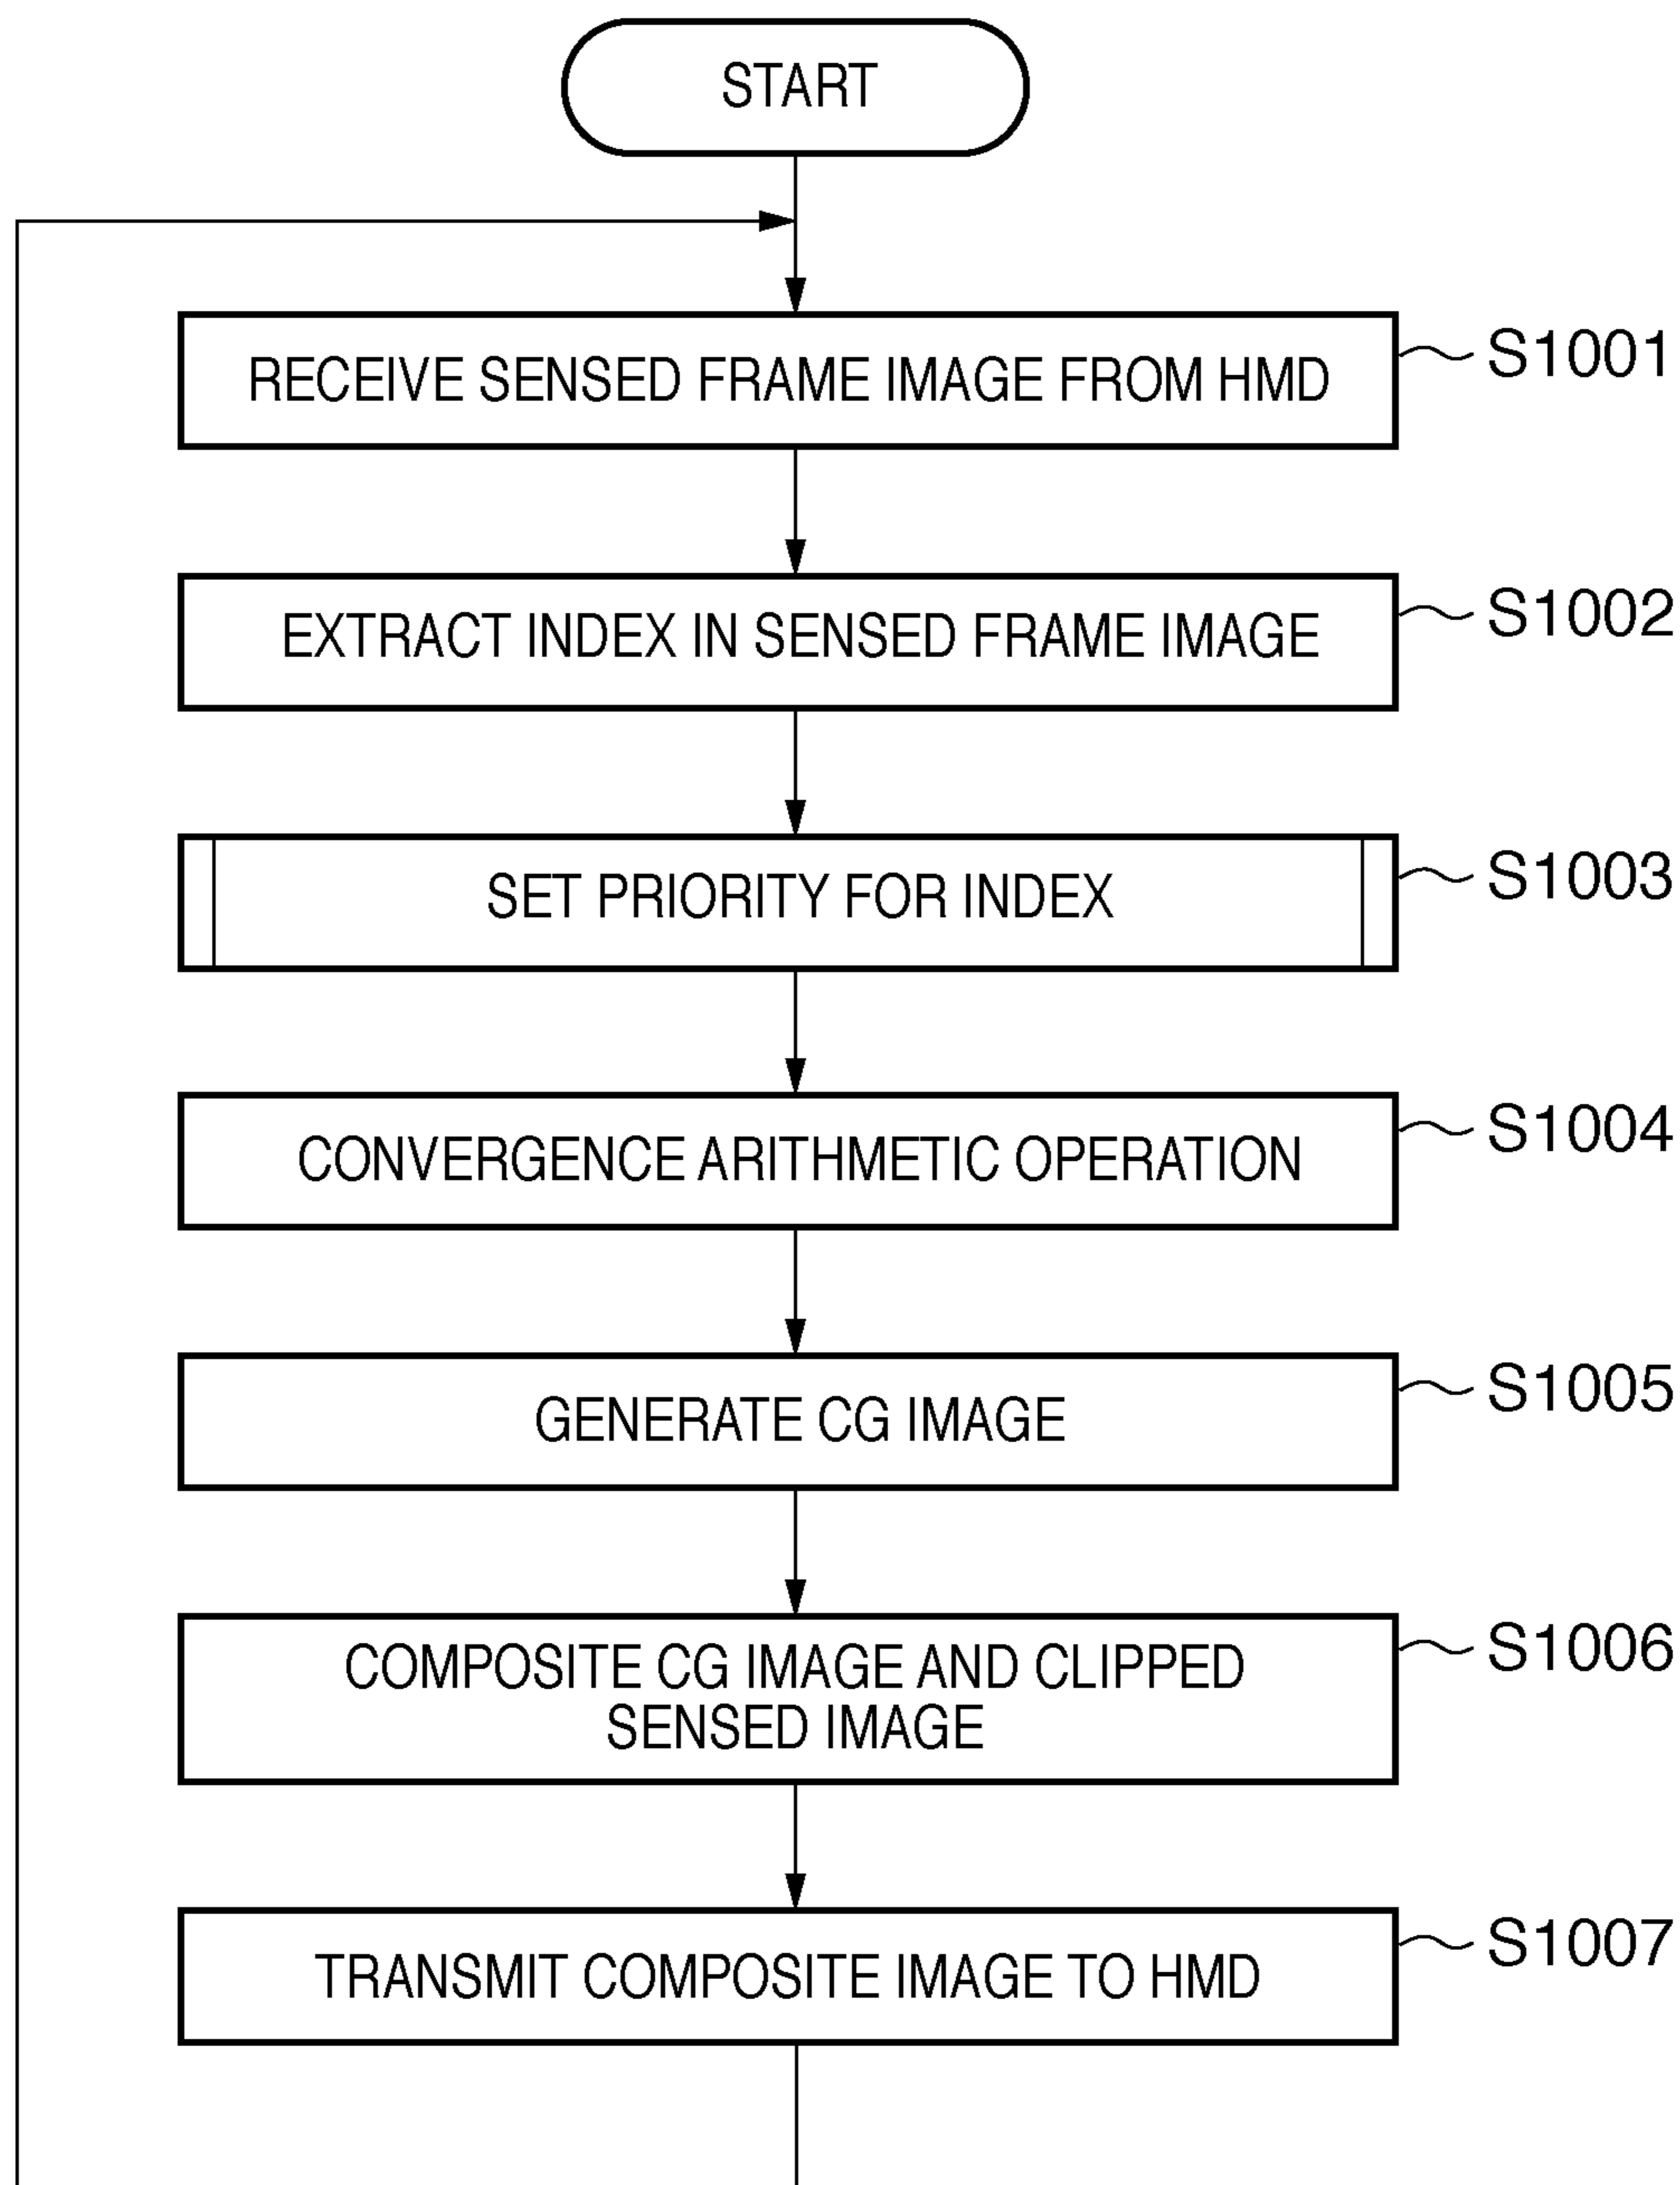 START
RECEIVE SENSED FRAME IMAGE FROM HMD
S1001
EXTRACT INDEX IN SENSED FRAME IMAGE
S1002
SET PRIORITY FOR INDEX
S1003
CONVERGENCE ARITHMETIC OPERATION
S1004
GENERATE CG IMAGE
S1005
COMPOSITE CG IMAGE AND CLIPPED
SENSED IMAGE
S1006
TRANSMIT COMPOSITE IMAGE TO HMD
S1007